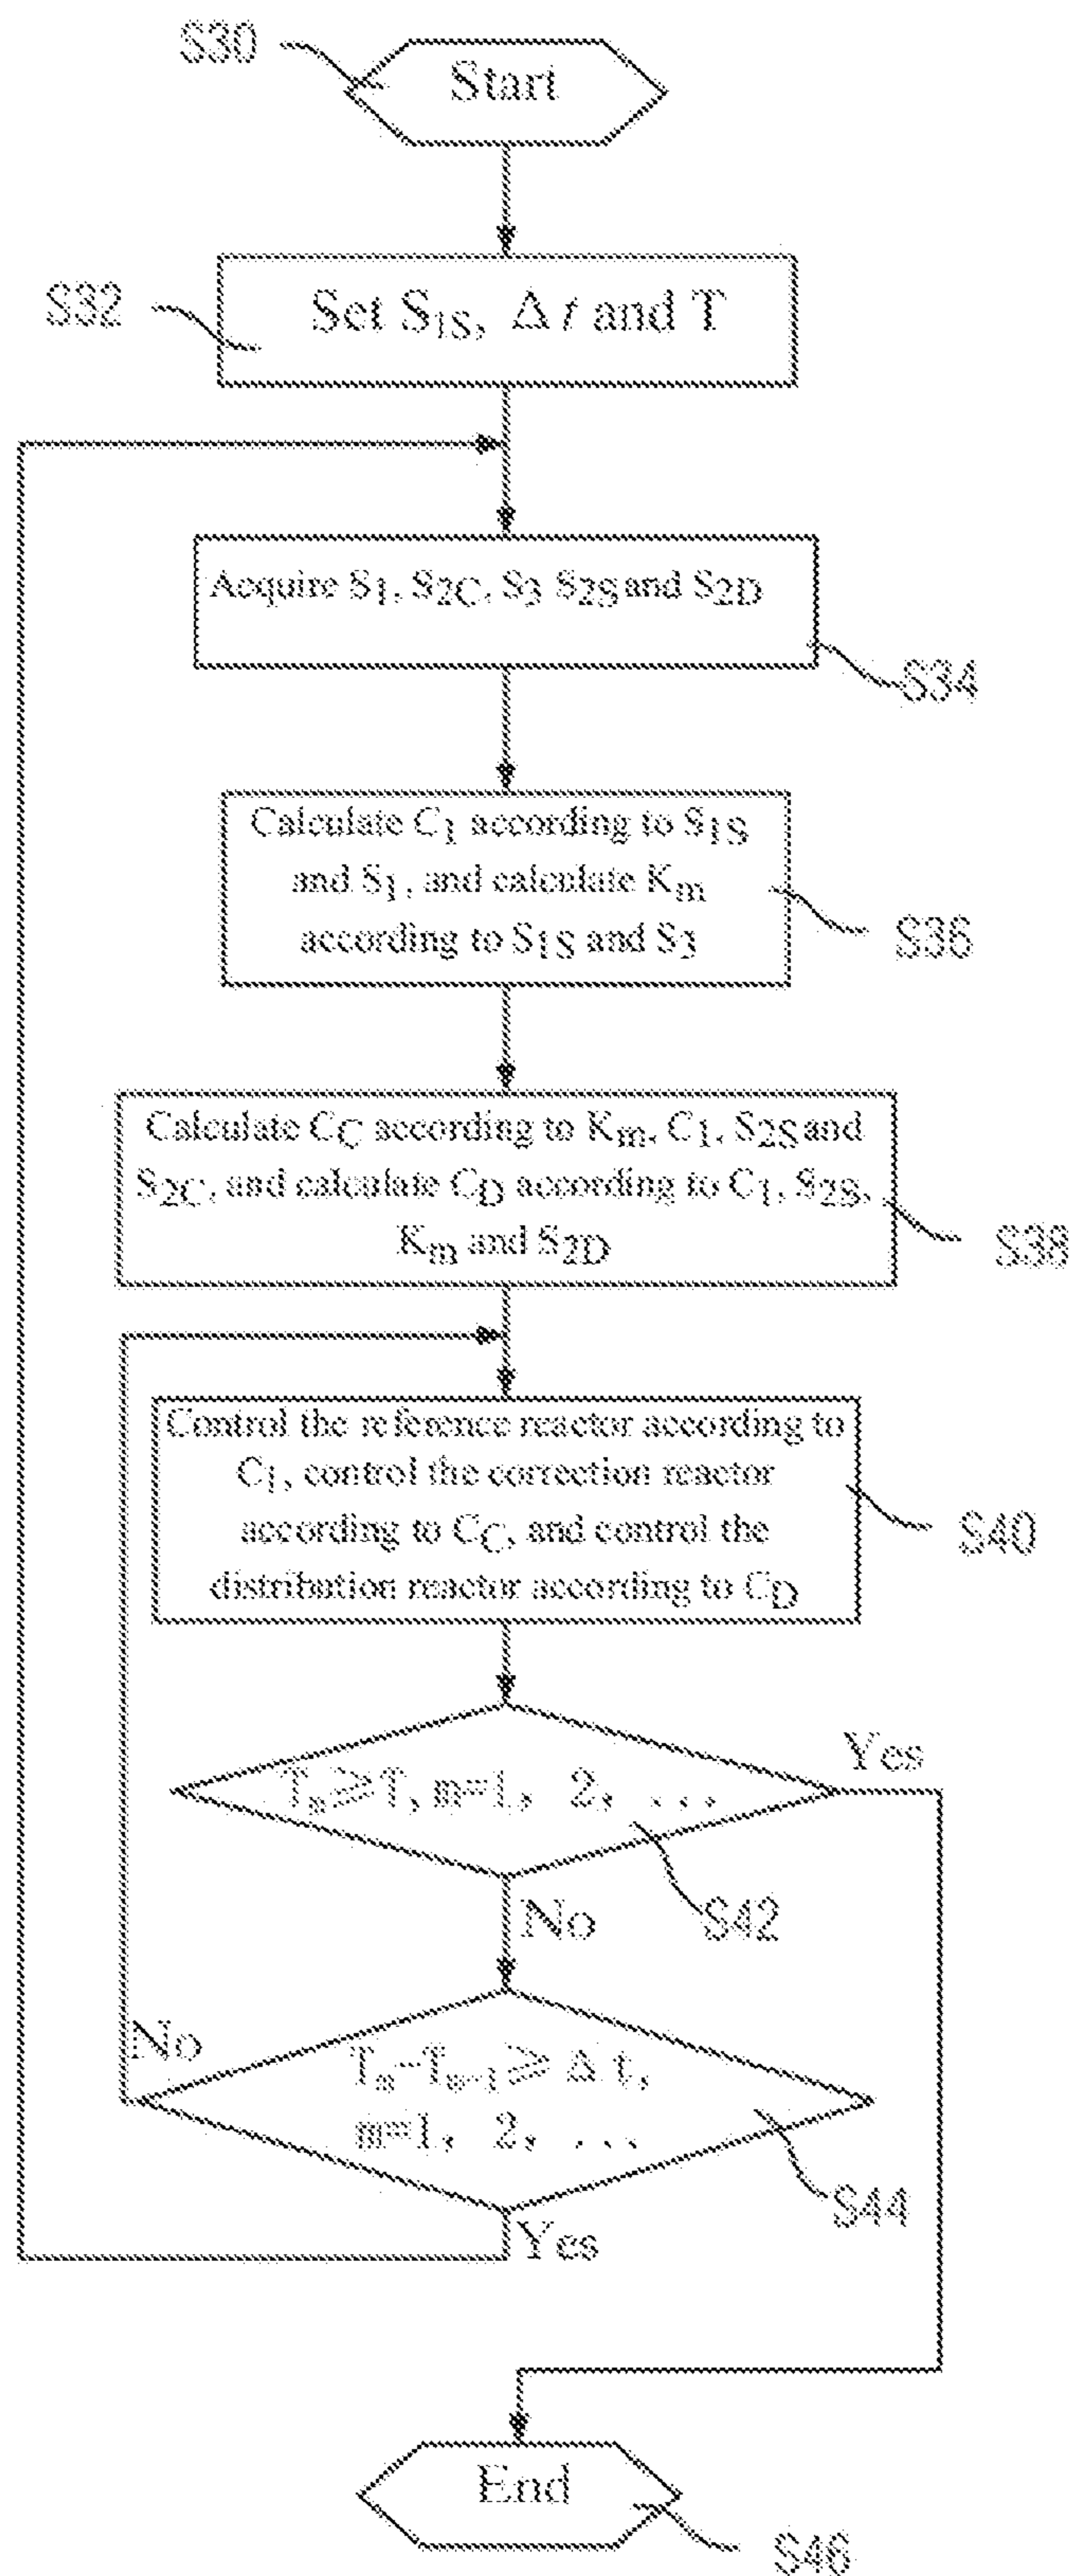 S30
Start
S32
Set S1S, Δt and T
Acquire S1, S2C, S3 S2S and S2D
S34
Calculate C1 according to S1S
and S1, and calculate Km
according to S1S and S3
S36
Calculate CC according to Km, C1, S2S and
S2C, and calculate CD according to C1, S2S,
Km and S2D
S38
Control the reference reactor according to
C1, control the correction reactor
according to CC, and control the
distribution reactor according to CD
S40
Tm≥T, m=1, 2, ...
Yes
S42
No
No
Tm-Tm-1≥Δt,
m=1, 2, ...
S44
Yes
End
S46